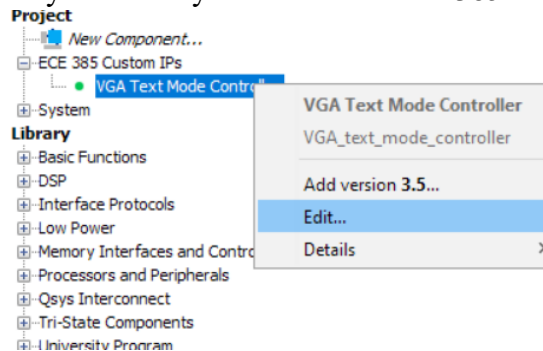 Project
New Component...
ECE 385 Custom IPs
VGA Text Mode
VGA Text Mode Controller
System
VGA_text_mode_controller
Library
Basic Functions
Add version 3.5...
DSP
Interface Protocols
Edit...
Low Power
Memory Interfaces and
Details
Processors and Peripherals
Qsys Interconnect
Tri-State Components
University Program